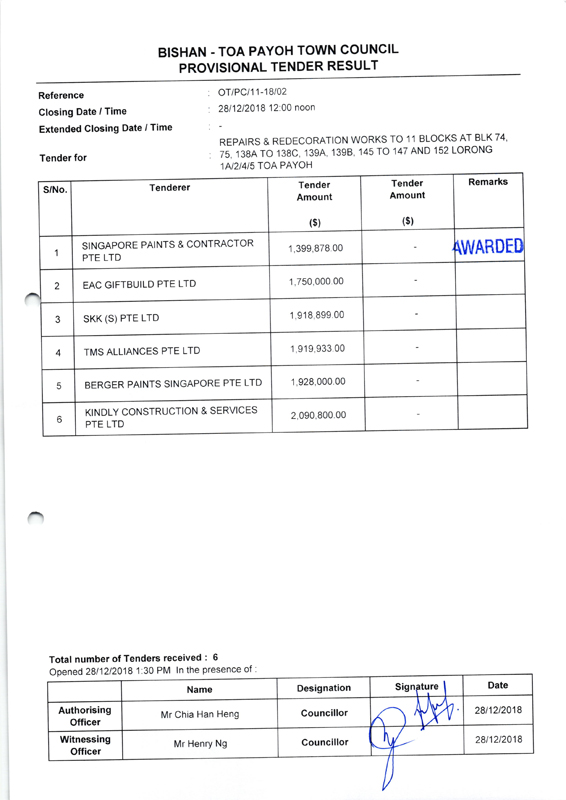 BISHAN - TOA PAYOH TOWN COUNCIL
PROVISIONAL TENDER RESULT
Reference : OT/PC/11-18/02
Closing Date / Time : 28/12/2018 12:00 noon
Extended Closing Date / Time : -
Tender for : REPAIRS & REDECORATION WORKS TO 11 BLOCKS AT BLK 74,
75, 138A TO 138C, 139A, 139B, 145 TO 147 AND 152 LORONG
1A/2/4/5 TOA PAYOH
S/No. Tenderer Tender Amount ($) Tender Amount ($) Remarks
1 SINGAPORE PAINTS & CONTRACTOR PTE LTD 1,399,878.00 - AWARDED
2 EAC GIFTBUILD PTE LTD 1,750,000.00 -
3 SKK (S) PTE LTD 1,918,899.00 -
4 TMS ALLIANCES PTE LTD 1,919,933.00 -
5 BERGER PAINTS SINGAPORE PTE LTD 1,928,000.00 -
6 KINDLY CONSTRUCTION & SERVICES PTE LTD 2,090,800.00 -
Total number of Tenders received : 6
Opened 28/12/2018 1:30 PM In the presence of :
Name Designation Signature Date
Authorising Officer Mr Chia Han Heng Councillor 28/12/2018
Witnessing Officer Mr Henry Ng Councillor 28/12/2018